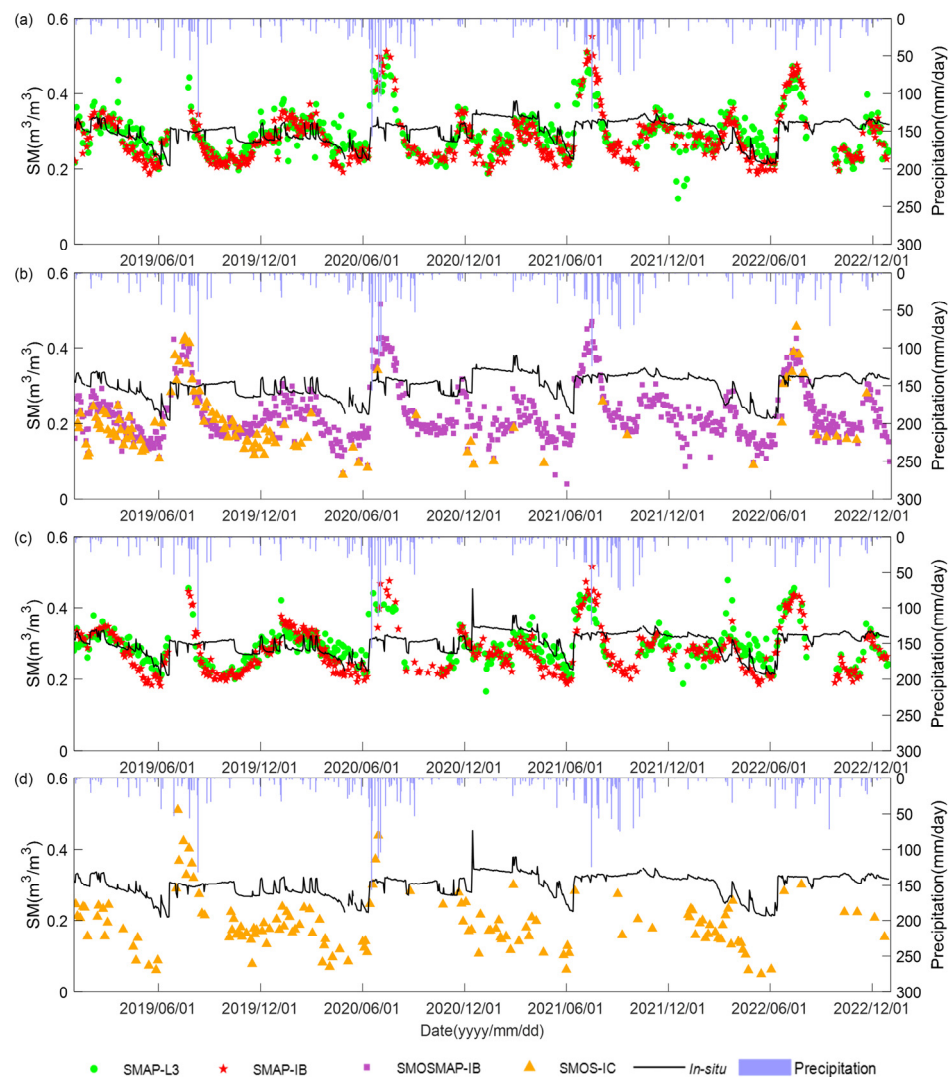 (a)
0.6
0.4
0.2
0
SM(m3/m3)
0
50
100
150
200
250
300
Precipitation(mm/day)
2019/06/01 2019/12/01 2020/06/01 2020/12/01 2021/06/01 2021/12/01 2022/06/01 2022/12/01
(b)
0.6
0.4
0.2
0
SM(m3/m3)
0
50
100
150
200
250
300
Precipitation(mm/day)
2019/06/01 2019/12/01 2020/06/01 2020/12/01 2021/06/01 2021/12/01 2022/06/01 2022/12/01
(c)
0.6
0.4
0.2
0
SM(m3/m3)
0
50
100
150
200
250
300
Precipitation(mm/day)
2019/06/01 2019/12/01 2020/06/01 2020/12/01 2021/06/01 2021/12/01 2022/06/01 2022/12/01
(d)
0.6
0.4
0.2
0
SM(m3/m3)
0
50
100
150
200
250
300
Precipitation(mm/day)
2019/06/01 2019/12/01 2020/06/01 2020/12/01 2021/06/01 2021/12/01 2022/06/01 2022/12/01
Date(yyyy/mm/dd)
SMAP-L3 SMAP-IB SMOSMAP-IB SMOS-IC In-situ Precipitation